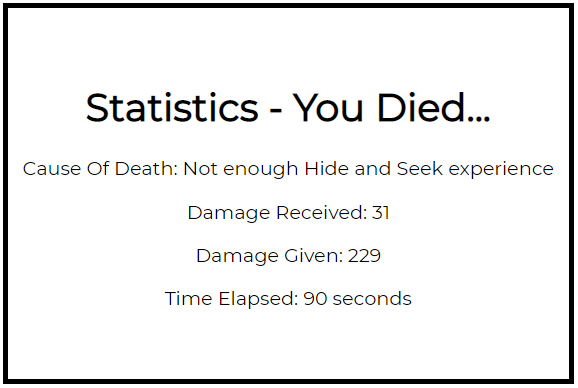 Statistics - You Died...
Cause Of Death: Not enough Hide and Seek experience
Damage Received: 31
Damage Given: 229
Time Elapsed: 90 seconds